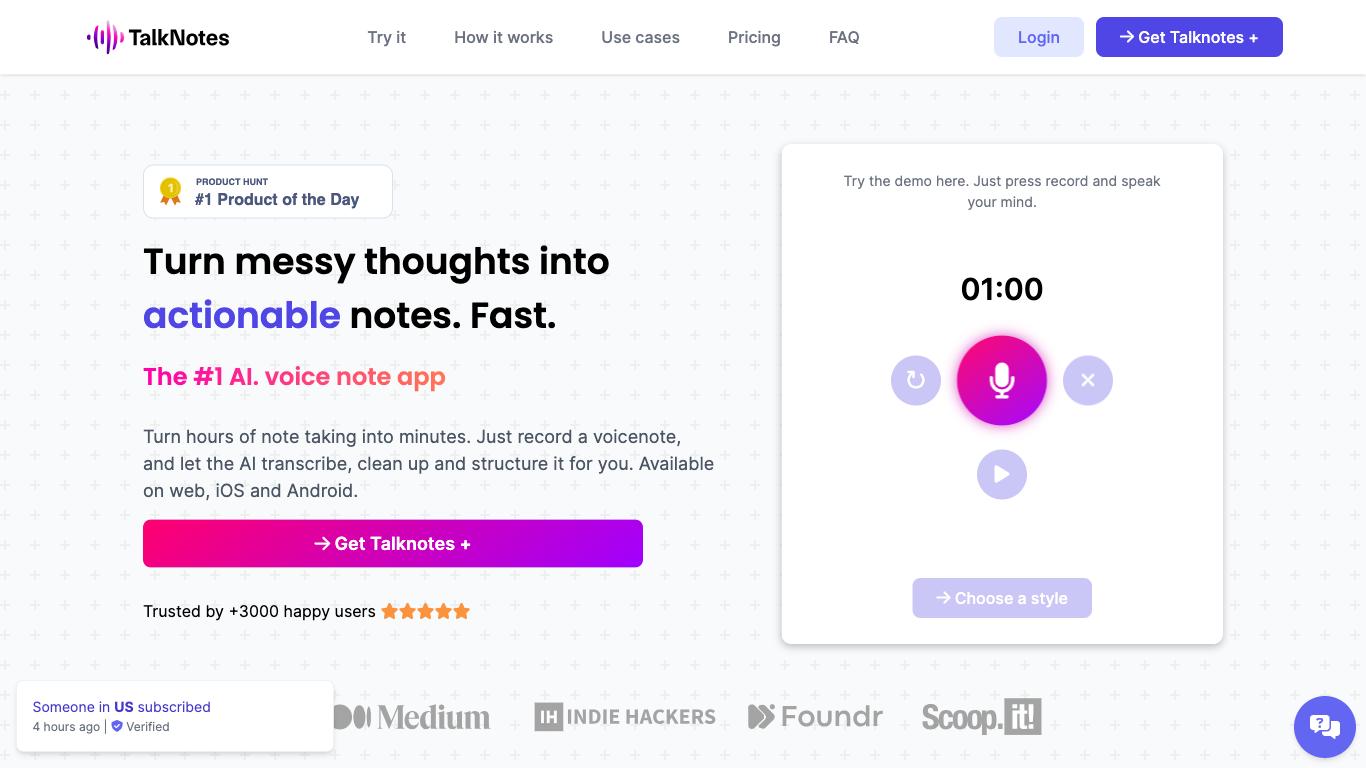 TalkNotes
Try it
How it works
Use cases
Pricing
FAQ
Login
→ Get Talknotes +
1
PRODUCT HUNT
#1 Product of the Day
Turn messy thoughts into
actionable notes. Fast.
The #1 AI. voice note app
Turn hours of note taking into minutes. Just record a voicenote,
and let the AI transcribe, clean up and structure it for you. Available
on web, iOS and Android.
→ Get Talknotes +
Trusted by +3000 happy users
Try the demo here. Just press record and speak
your mind.
01:00
→ Choose a style
Someone in US subscribed
4 hours ago | Verified
Medium
IH INDIE HACKERS
Foundr
Scoop.it!
?